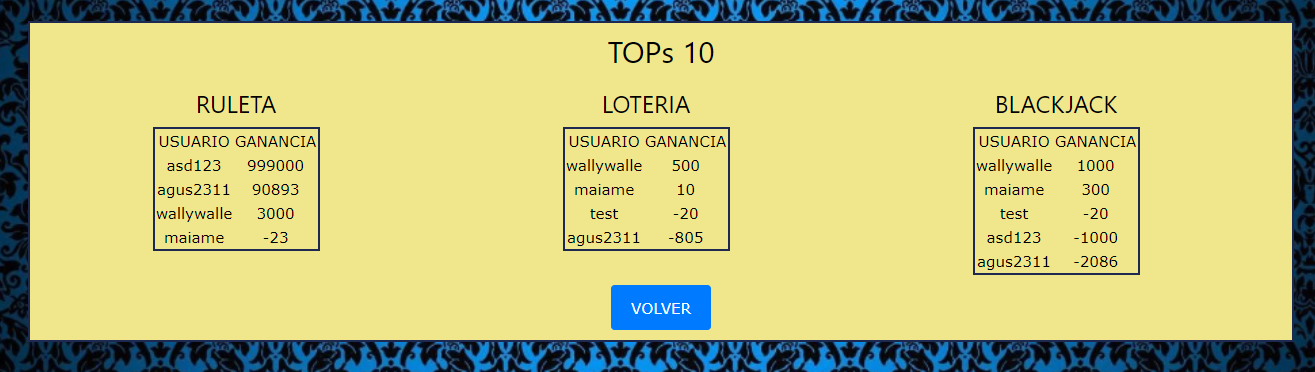 TOPs 10
RULETA
USUARIO GANANCIA
asd123 999000
agus2311 90893
wallywalle 3000
maiame -23
LOTERIA
USUARIO GANANCIA
wallywalle 500
maiame 10
test -20
agus2311 -805
BLACKJACK
USUARIO GANANCIA
wallywalle 1000
maiame 300
test -20
asd123 -1000
agus2311 -2086
VOLVER